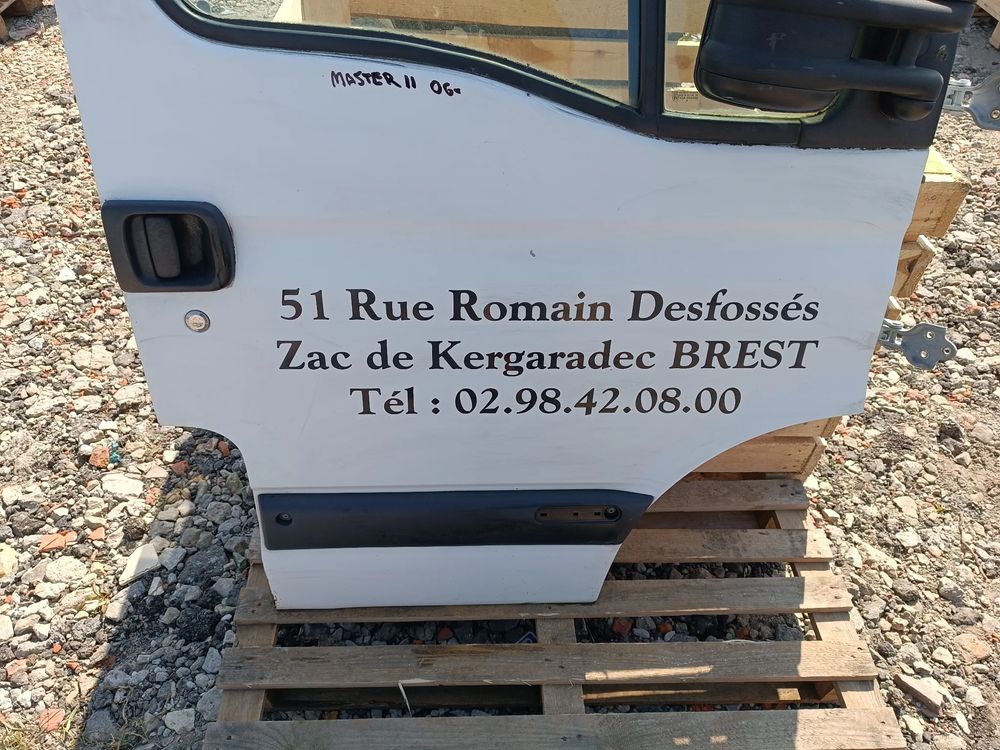 MASTER II 06-
51 Rue Romain Desfossés
Zac de Kergaradec BREST
Tél : 02.98.42.08.00